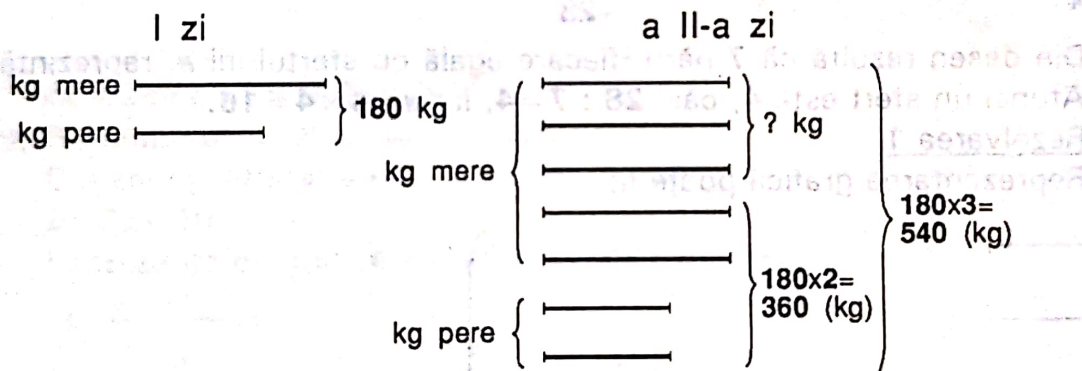 I zi
a II-a zi
kg mere
kg pere
180 kg
kg mere
? kg
180x3=
540 (kg)
180x2=
360 (kg)
kg pere